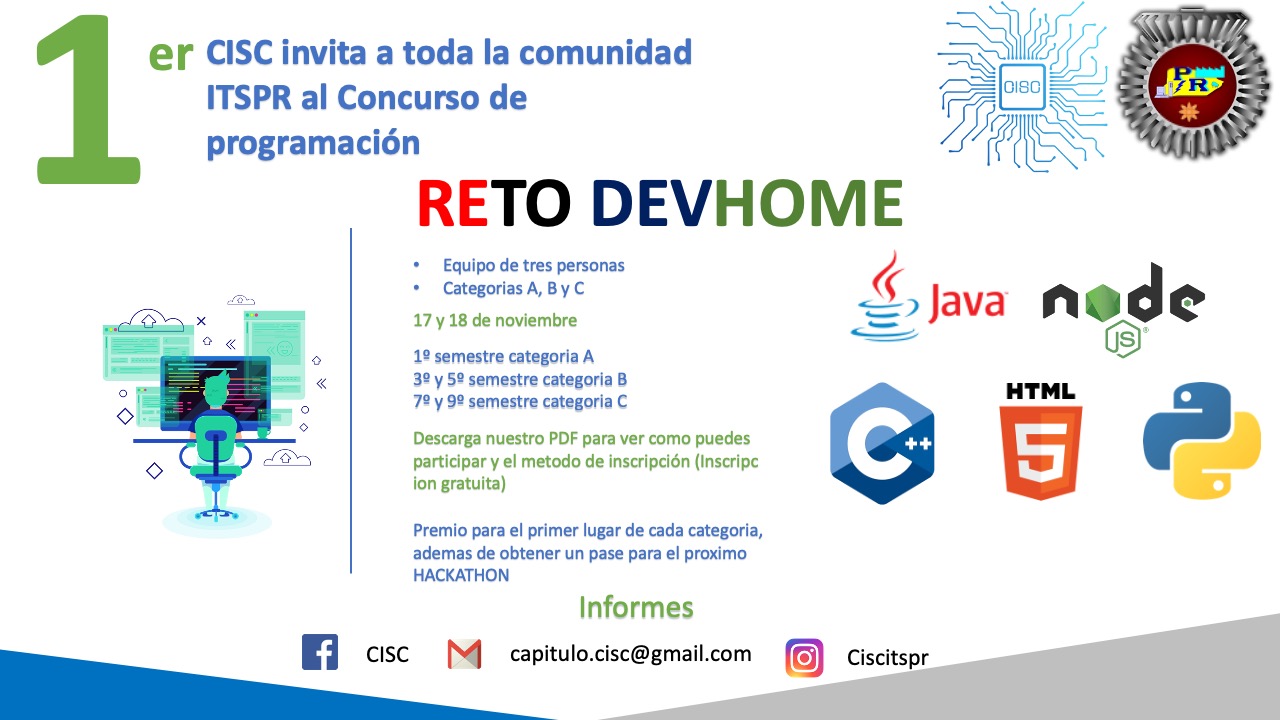 1er CISC invita a toda la comunidad
ITSPR al Concurso de
programación
CISC
P
R
RETO DEVHOME
• Equipo de tres personas
• Categorias A, B y C
17 y 18 de noviembre
1º semestre categoria A
3º y 5º semestre categoria B
7º y 9º semestre categoria C
Descarga nuestro PDF para ver como puedes
participar y el metodo de inscripción (Inscripc
ion gratuita)
Premio para el primer lugar de cada categoria,
ademas de obtener un pase para el proximo
HACKATHON
Java™
node
JS®
C++
HTML
5
Informes
CISC
capitulo.cisc@gmail.com
Ciscitspr